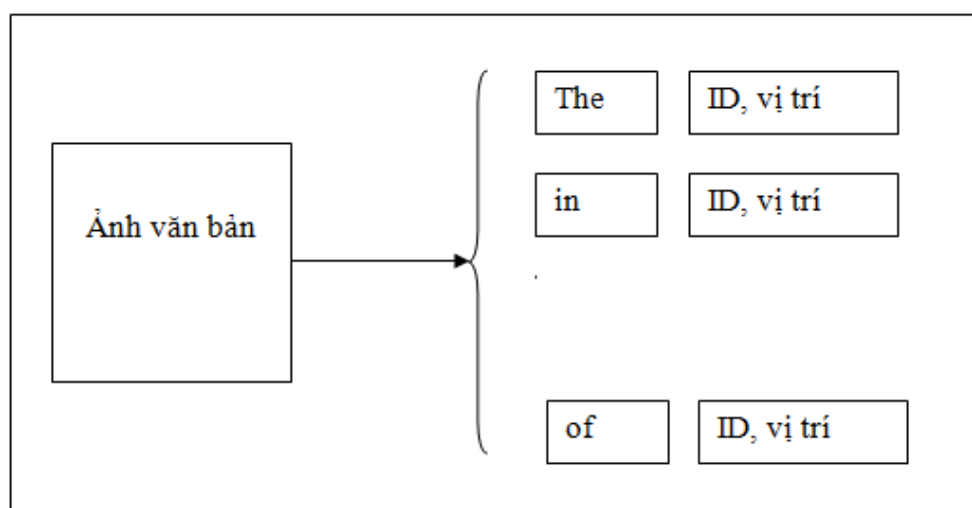 The ID, vị trí
in ID, vị trí
Ảnh văn bản
of ID, vị trí